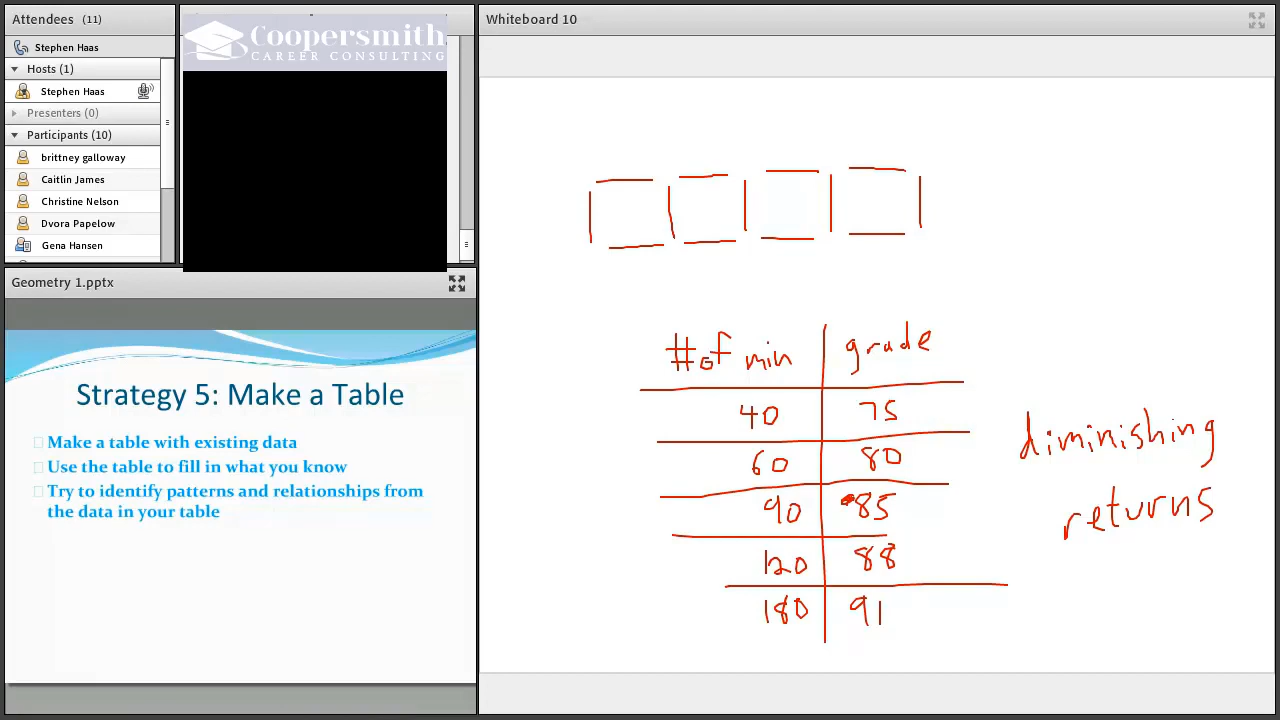 Attendees (11)
Stephen Haas
Hosts (1)
Stephen Haas
Presenters (0)
Participants (10)
brittney galloway
Caitlin James
Christine Nelson
Dvora Papelow
Gena Hansen
Coopersmith
CAREER CONSULTING
Geometry 1.pptx
Strategy 5: Make a Table
Make a table with existing data
Use the table to fill in what you know
Try to identify patterns and relationships from
the data in your table
Whiteboard 10
# of min grade
40 75
60 80
90 85
120 88
180 91
diminishing
returns